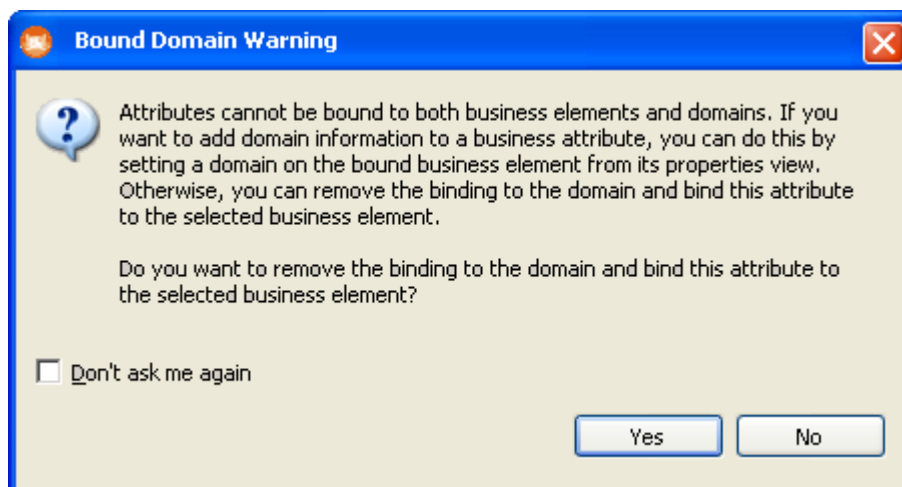 Bound Domain Warning
Attributes cannot be bound to both business elements and domains. If you
want to add domain information to a business attribute, you can do this by
setting a domain on the bound business element from its properties view.
Otherwise, you can remove the binding to the domain and bind this attribute
to the selected business element.
Do you want to remove the binding to the domain and bind this attribute to
the selected business element?
Don't ask me again
Yes No